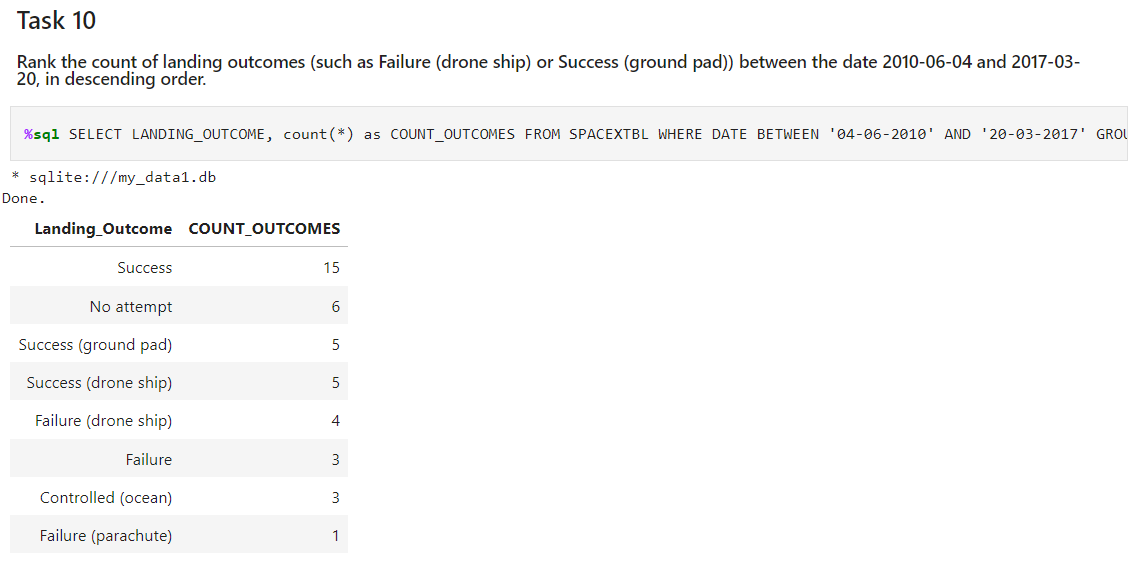 Task 10
Rank the count of landing outcomes (such as Failure (drone ship) or Success (ground pad)) between the date 2010-06-04 and 2017-03-
20, in descending order.
%sql SELECT LANDING_OUTCOME, count(*) as COUNT_OUTCOMES FROM SPACEXTBL WHERE DATE BETWEEN '04-06-2010' AND '20-03-2017' GROU
* sqlite:///my_data1.db
Done.
Landing_Outcome COUNT_OUTCOMES
Success 15
No attempt 6
Success (ground pad) 5
Success (drone ship) 5
Failure (drone ship) 4
Failure 3
Controlled (ocean) 3
Failure (parachute) 1